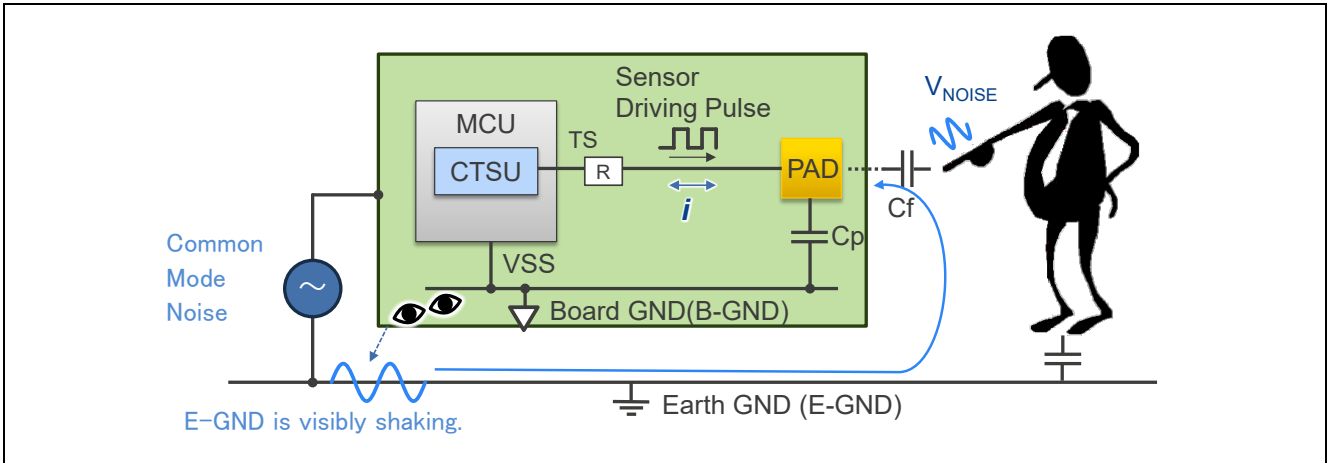 Sensor
Driving Pulse
V_NOISE
MCU
TS
CTSU
R
PAD
i
Cf
Cp
Common
Mode
Noise
VSS
Board GND(B-GND)
Earth GND (E-GND)
E-GND is visibly shaking.